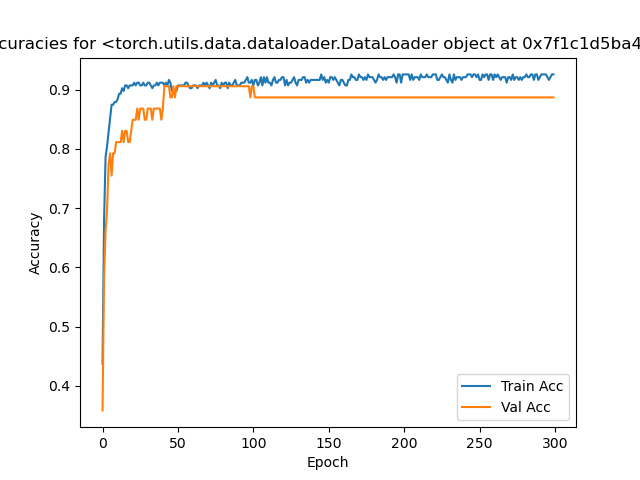 curacies for <torch.utils.data.dataloader.DataLoader object at 0x7f1c1d5ba4
Accuracy
0.9
0.8
0.7
0.6
0.5
0.4
Train Acc
Val Acc
0 50 100 150 200 250 300
Epoch